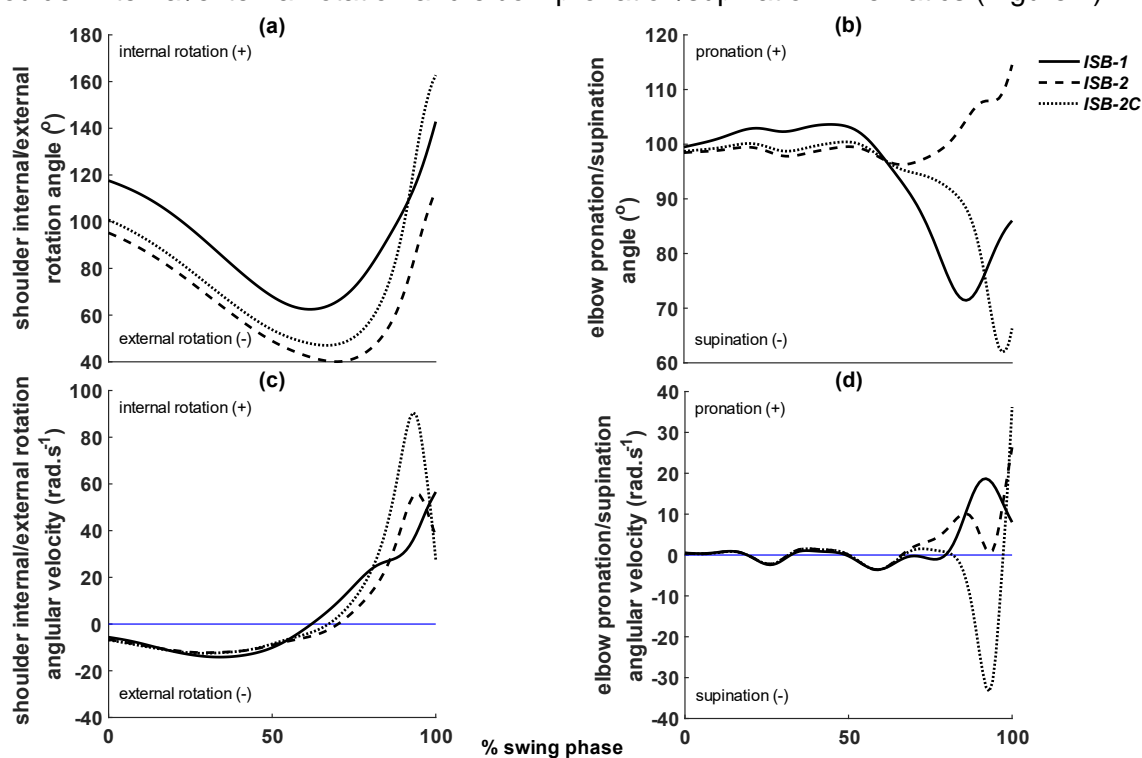 (a)
180
160
140
120
100
80
60
40
internal rotation (+)
external rotation (-)
shoulder internal/external
rotation angle (º)
(b)
120
110
100
90
80
70
60
pronation (+)
supination (-)
elbow pronation/supination
angle (º)
ISB-1
ISB-2
ISB-2C
(c)
100
80
60
40
20
0
-20
-40
internal rotation (+)
external rotation (-)
shoulder internal/external rotation
anglular velocity (rad.s-1)
0 50 100
(d)
40
30
20
10
0
-10
-20
-30
-40
pronation (+)
supination (-)
elbow pronation/supination
anglular velocity (rad.s-1)
0 50 100
% swing phase